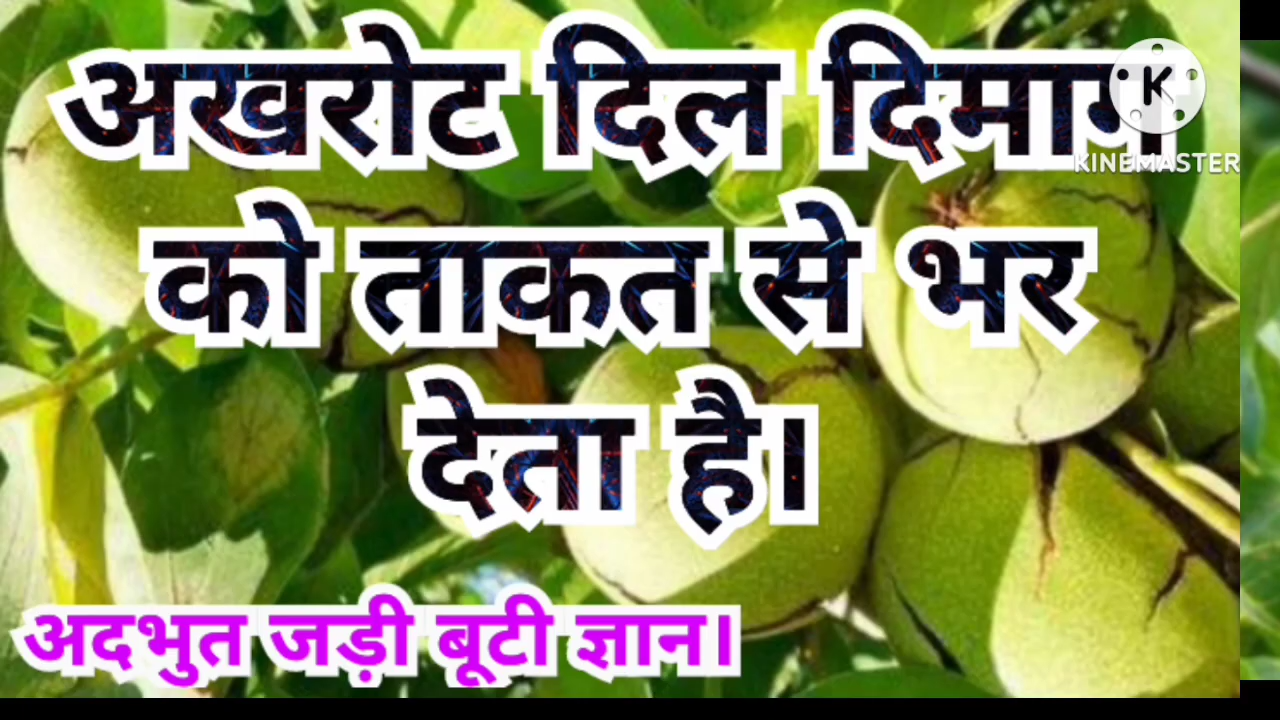 अखरोट दिल दिमाग
KINEMASTER
को ताकत से भर
देता है।
अदभुत जड़ी बूटी ज्ञान।